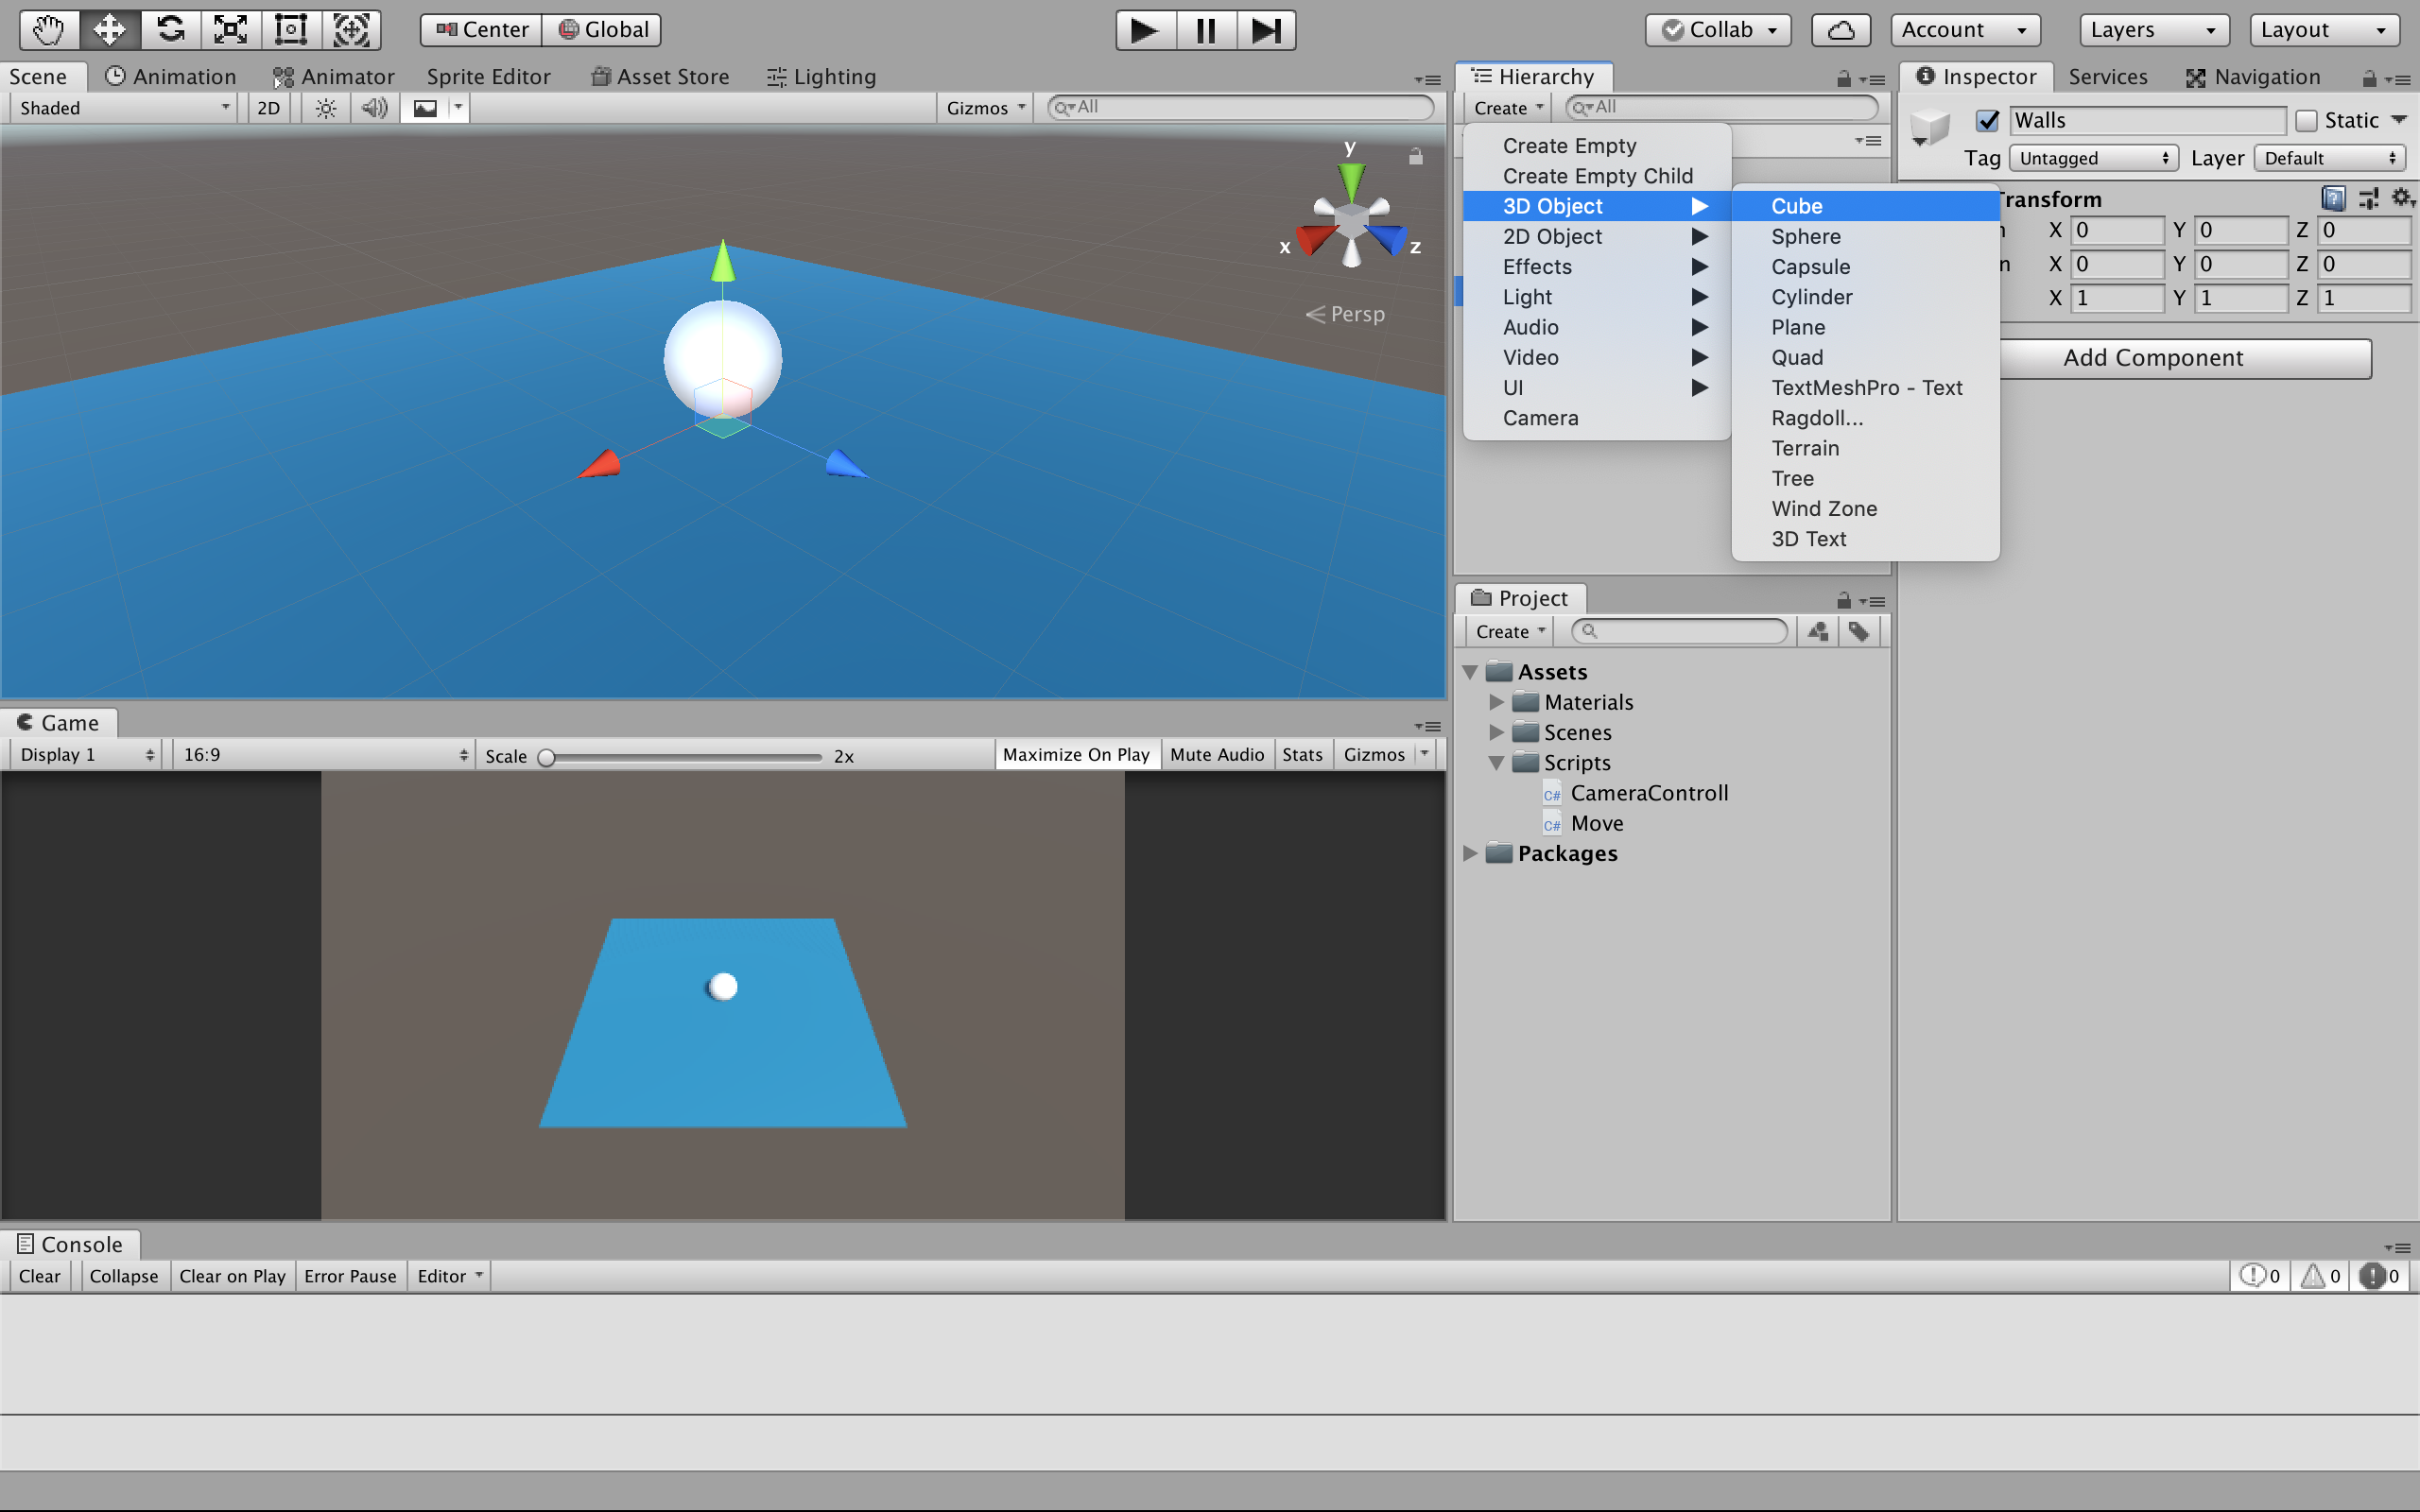 Center Global Collab Account Layers Layout
Scene Animation Animator Sprite Editor Asset Store Lighting
Shaded 2D Gizmos All
y
x z
Persp
Hierarchy
Create All
Create Empty
Create Empty Child
3D Object
2D Object
Effects
Light
Audio
Video
UI
Camera
Cube
Sphere
Capsule
Cylinder
Plane
Quad
TextMeshPro - Text
Ragdoll...
Terrain
Tree
Wind Zone
3D Text
Inspector Services Navigation
Walls Static
Tag Untagged Layer Default
ransform
X 0 Y 0 Z 0
n X 0 Y 0 Z 0
X 1 Y 1 Z 1
Add Component
Game
Display 1 16:9 Scale 2x Maximize On Play Mute Audio Stats Gizmos
Project
Create
Assets
Materials
Scenes
Scripts
C# CameraControll
C# Move
Packages
Console
Clear Collapse Clear on Play Error Pause Editor 0 0 0